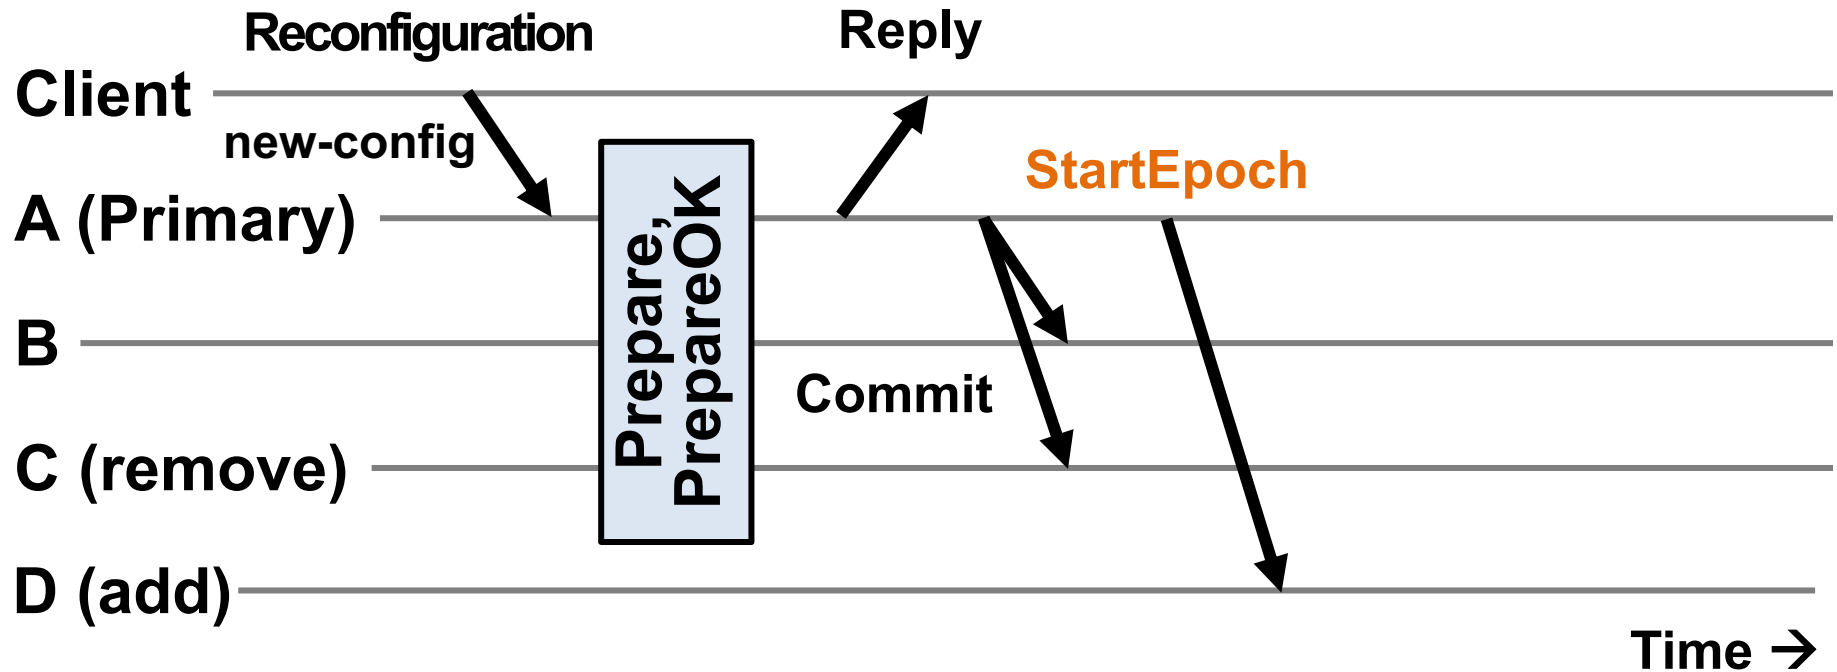 Reconfiguration
Reply
Client
new-config
StartEpoch
A (Primary)
Prepare,
PrepareOK
B
Commit
C (remove)
D (add)
Time →